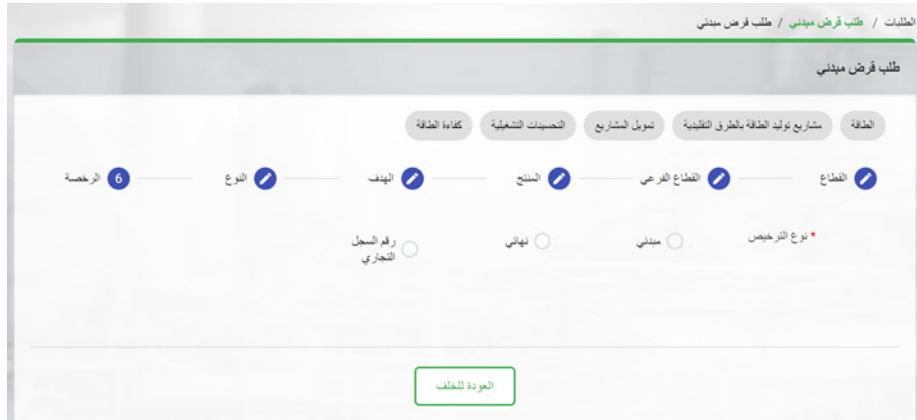 الطلبات / طلب قرض مبدئي / طلب قرض مبدئي
طلب قرض مبدئي
الطاقة مشاريع توليد الطاقة بالطرق التقليدية تمويل المشاريع التحسينات التشغيلية كفاءة الطاقة
القطاع القطاع الفرعي المنتج الهدف النوع 6 الرخصة
* نوع الترخيص مبدئي نهائي رقم السجل
التجاري
العودة للخلف